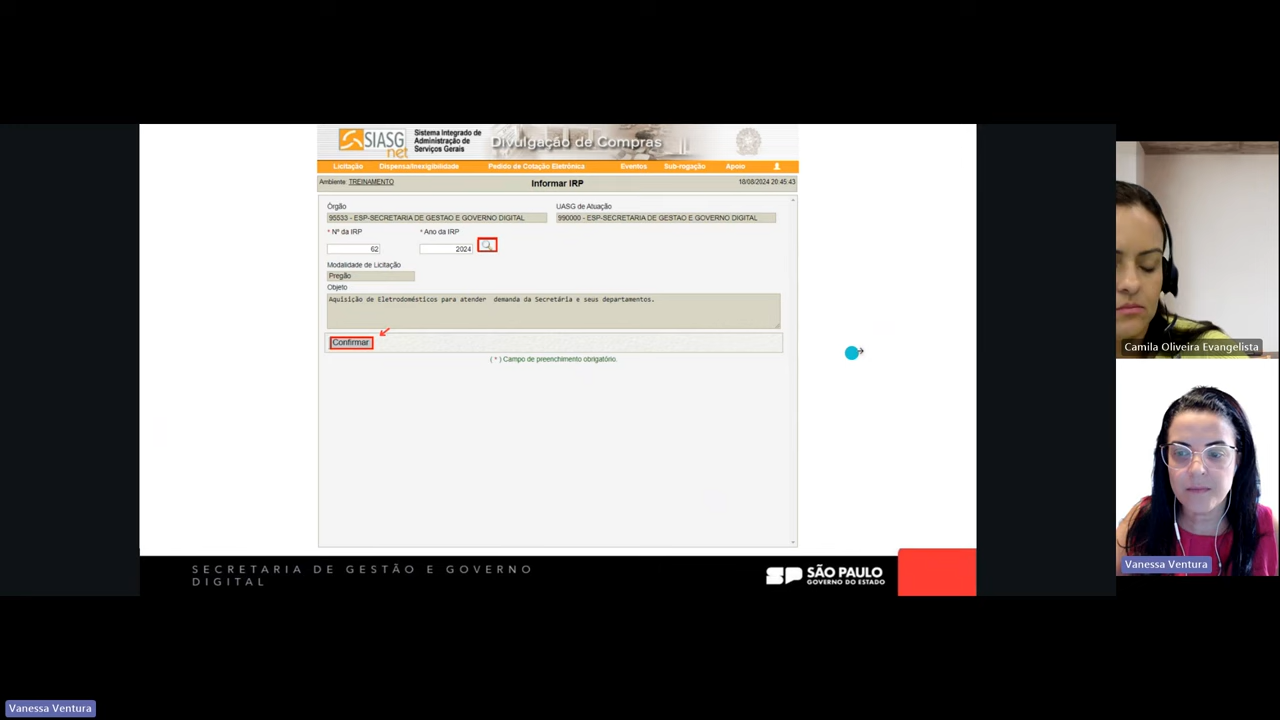 SIASG
net
Sistema Integrado de
Administração de
Serviços Gerais
Divulgação de Compras
Licitação Dispensa/Inexigibilidade Pedido de Cotação Eletrônica Eventos Sub-rogação Apoio
Ambiente TREINAMENTO Informar IRP 18/08/2024 20:45:43
Órgão UASG de Atuação
95533 - ESP-SECRETARIA DE GESTAO E GOVERNO DIGITAL 990000 - ESP-SECRETARIA DE GESTAO E GOVERNO DIGITAL
* Nº da IRP * Ano da IRP
62 2024
Modalidade de Licitação
Pregão
Objeto
Aquisição de Eletrodomésticos para atender demanda da Secretária e seus departamentos.
Confirmar
( * ) Campo de preenchimento obrigatório.
SECRETARIA DE GESTÃO E GOVERNO
DIGITAL
SP SÃO PAULO
GOVERNO DO ESTADO
Camila Oliveira Evangelista
Vanessa Ventura
Vanessa Ventura